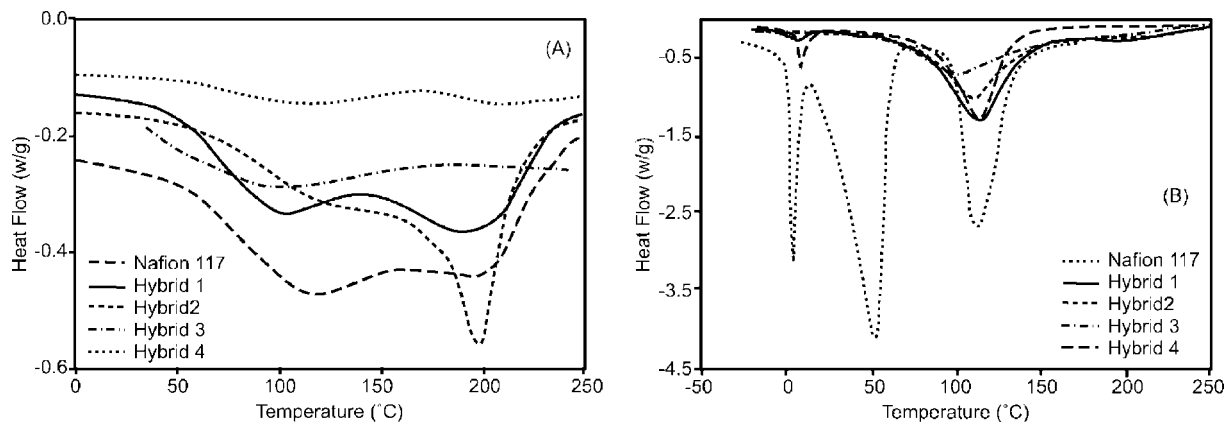 (A)
0.0
-0.2
-0.4
-0.6
Heat Flow (w/g)
Nafion 117
Hybrid 1
Hybrid2
Hybrid 3
Hybrid 4
0 50 100 150 200 250
Temperature (˚C)
(B)
-0.5
-1.5
-2.5
-3.5
-4.5
Heat Flow (w/g)
Nafion 117
Hybrid 1
Hybrid2
Hybrid 3
Hybrid 4
-50 0 50 100 150 200 250
Temperature (˚C)